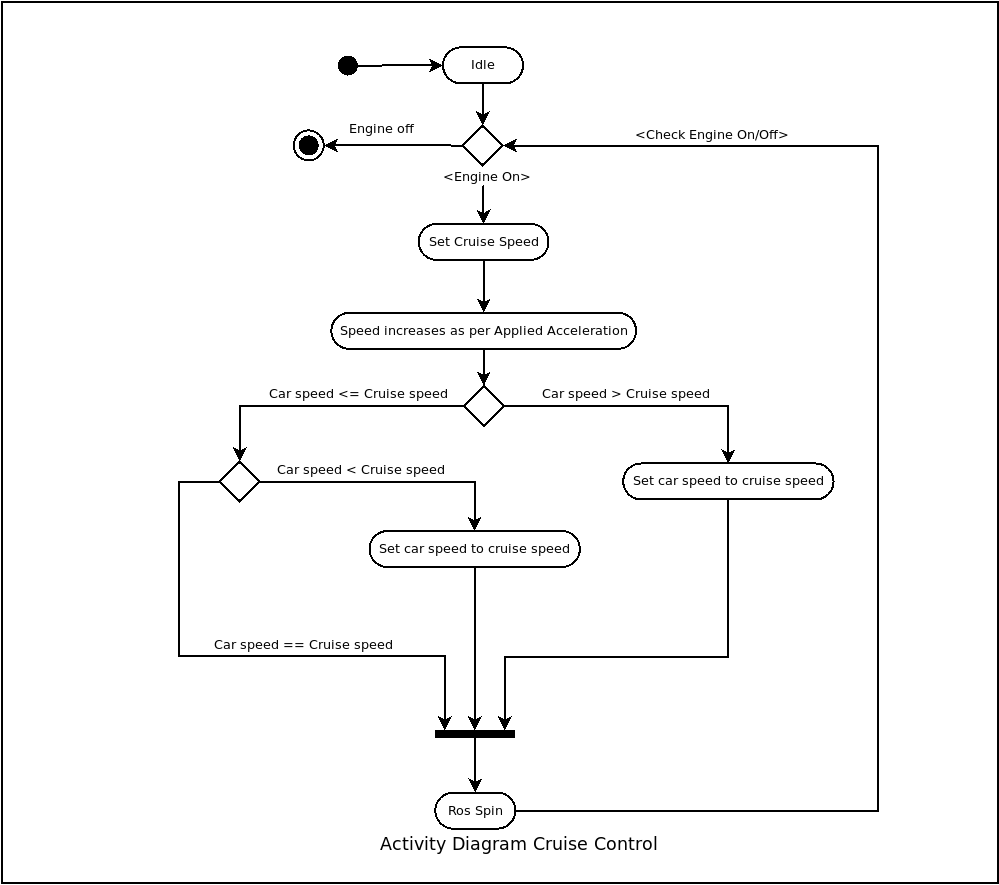 Idle
Engine off
<Check Engine On/Off>
<Engine On>
Set Cruise Speed
Speed increases as per Applied Acceleration
Car speed <= Cruise speed
Car speed > Cruise speed
Car speed < Cruise speed
Set car speed to cruise speed
Set car speed to cruise speed
Car speed == Cruise speed
Ros Spin
Activity Diagram Cruise Control